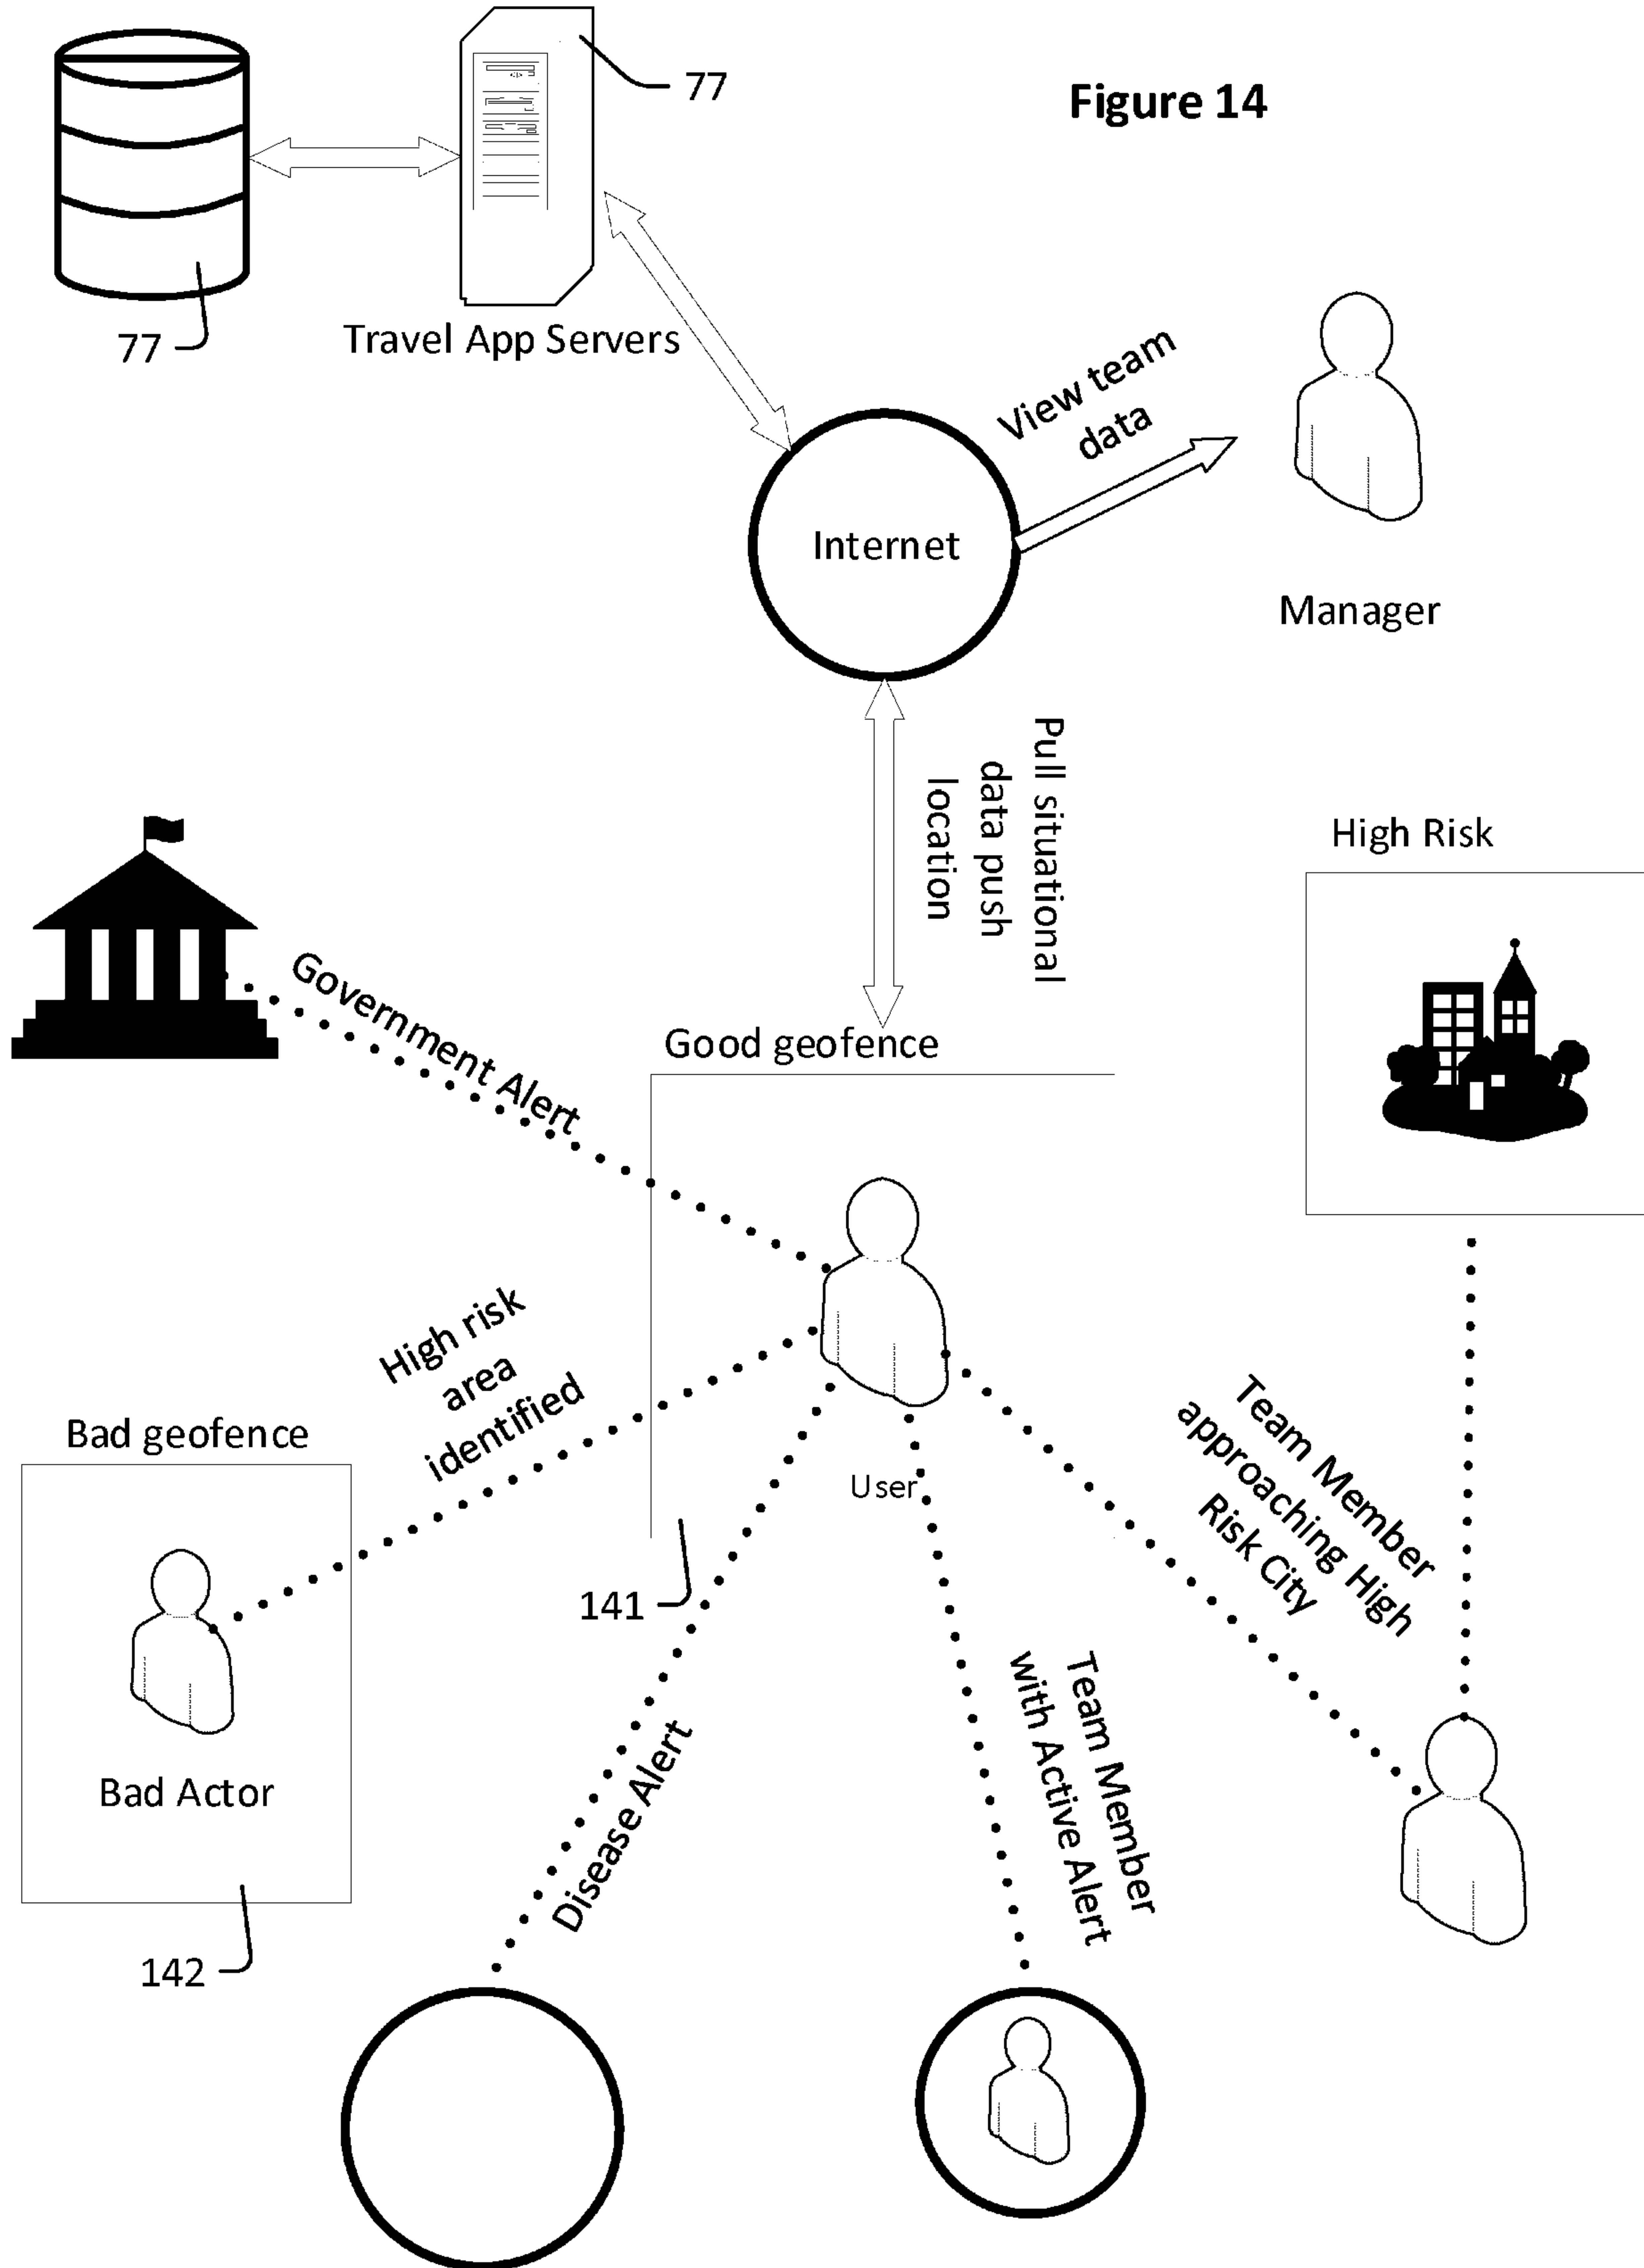 77
Figure 14
77
Travel App Servers
View team
data
Internet
Manager
Pull situational
data push
location
High Risk
Government Alert
Good geofence
High risk
area
identified
Bad geofence
User
Team Member
approaching High
Risk City
141
Team Member
with Active Alert
Disease Alert
Bad Actor
142